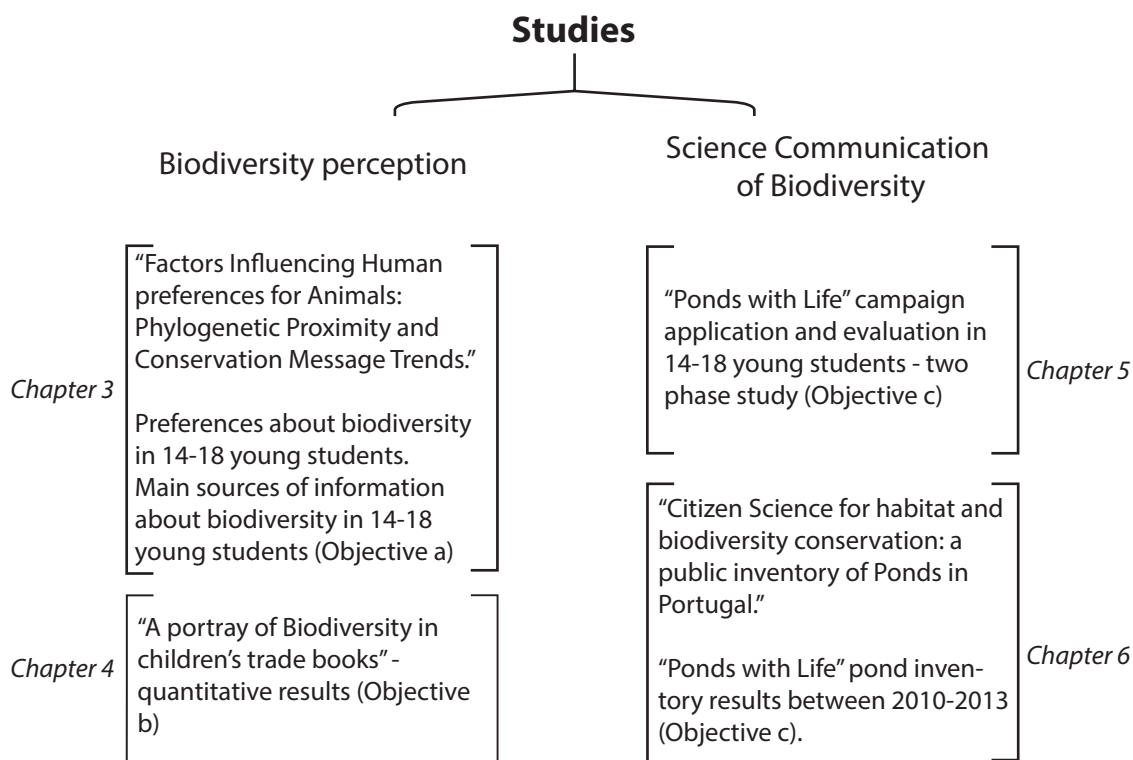 Studies
Biodiversity perception
Science Communication
of Biodiversity
Chapter 3
“Factors Influencing Human
preferences for Animals:
Phylogenetic Proximity and
Conservation Message Trends.”
Preferences about biodiversity
in 14-18 young students.
Main sources of information
about biodiversity in 14-18
young students (Objective a)
Chapter 4
“A portray of Biodiversity in
children’s trade books” -
quantitative results (Objective
b)
“Ponds with Life” campaign
application and evaluation in
14-18 young students - two
phase study (Objective c)
Chapter 5
“Citizen Science for habitat and
biodiversity conservation: a
public inventory of Ponds in
Portugal.”
“Ponds with Life” pond inven-
tory results between 2010-2013
(Objective c).
Chapter 6